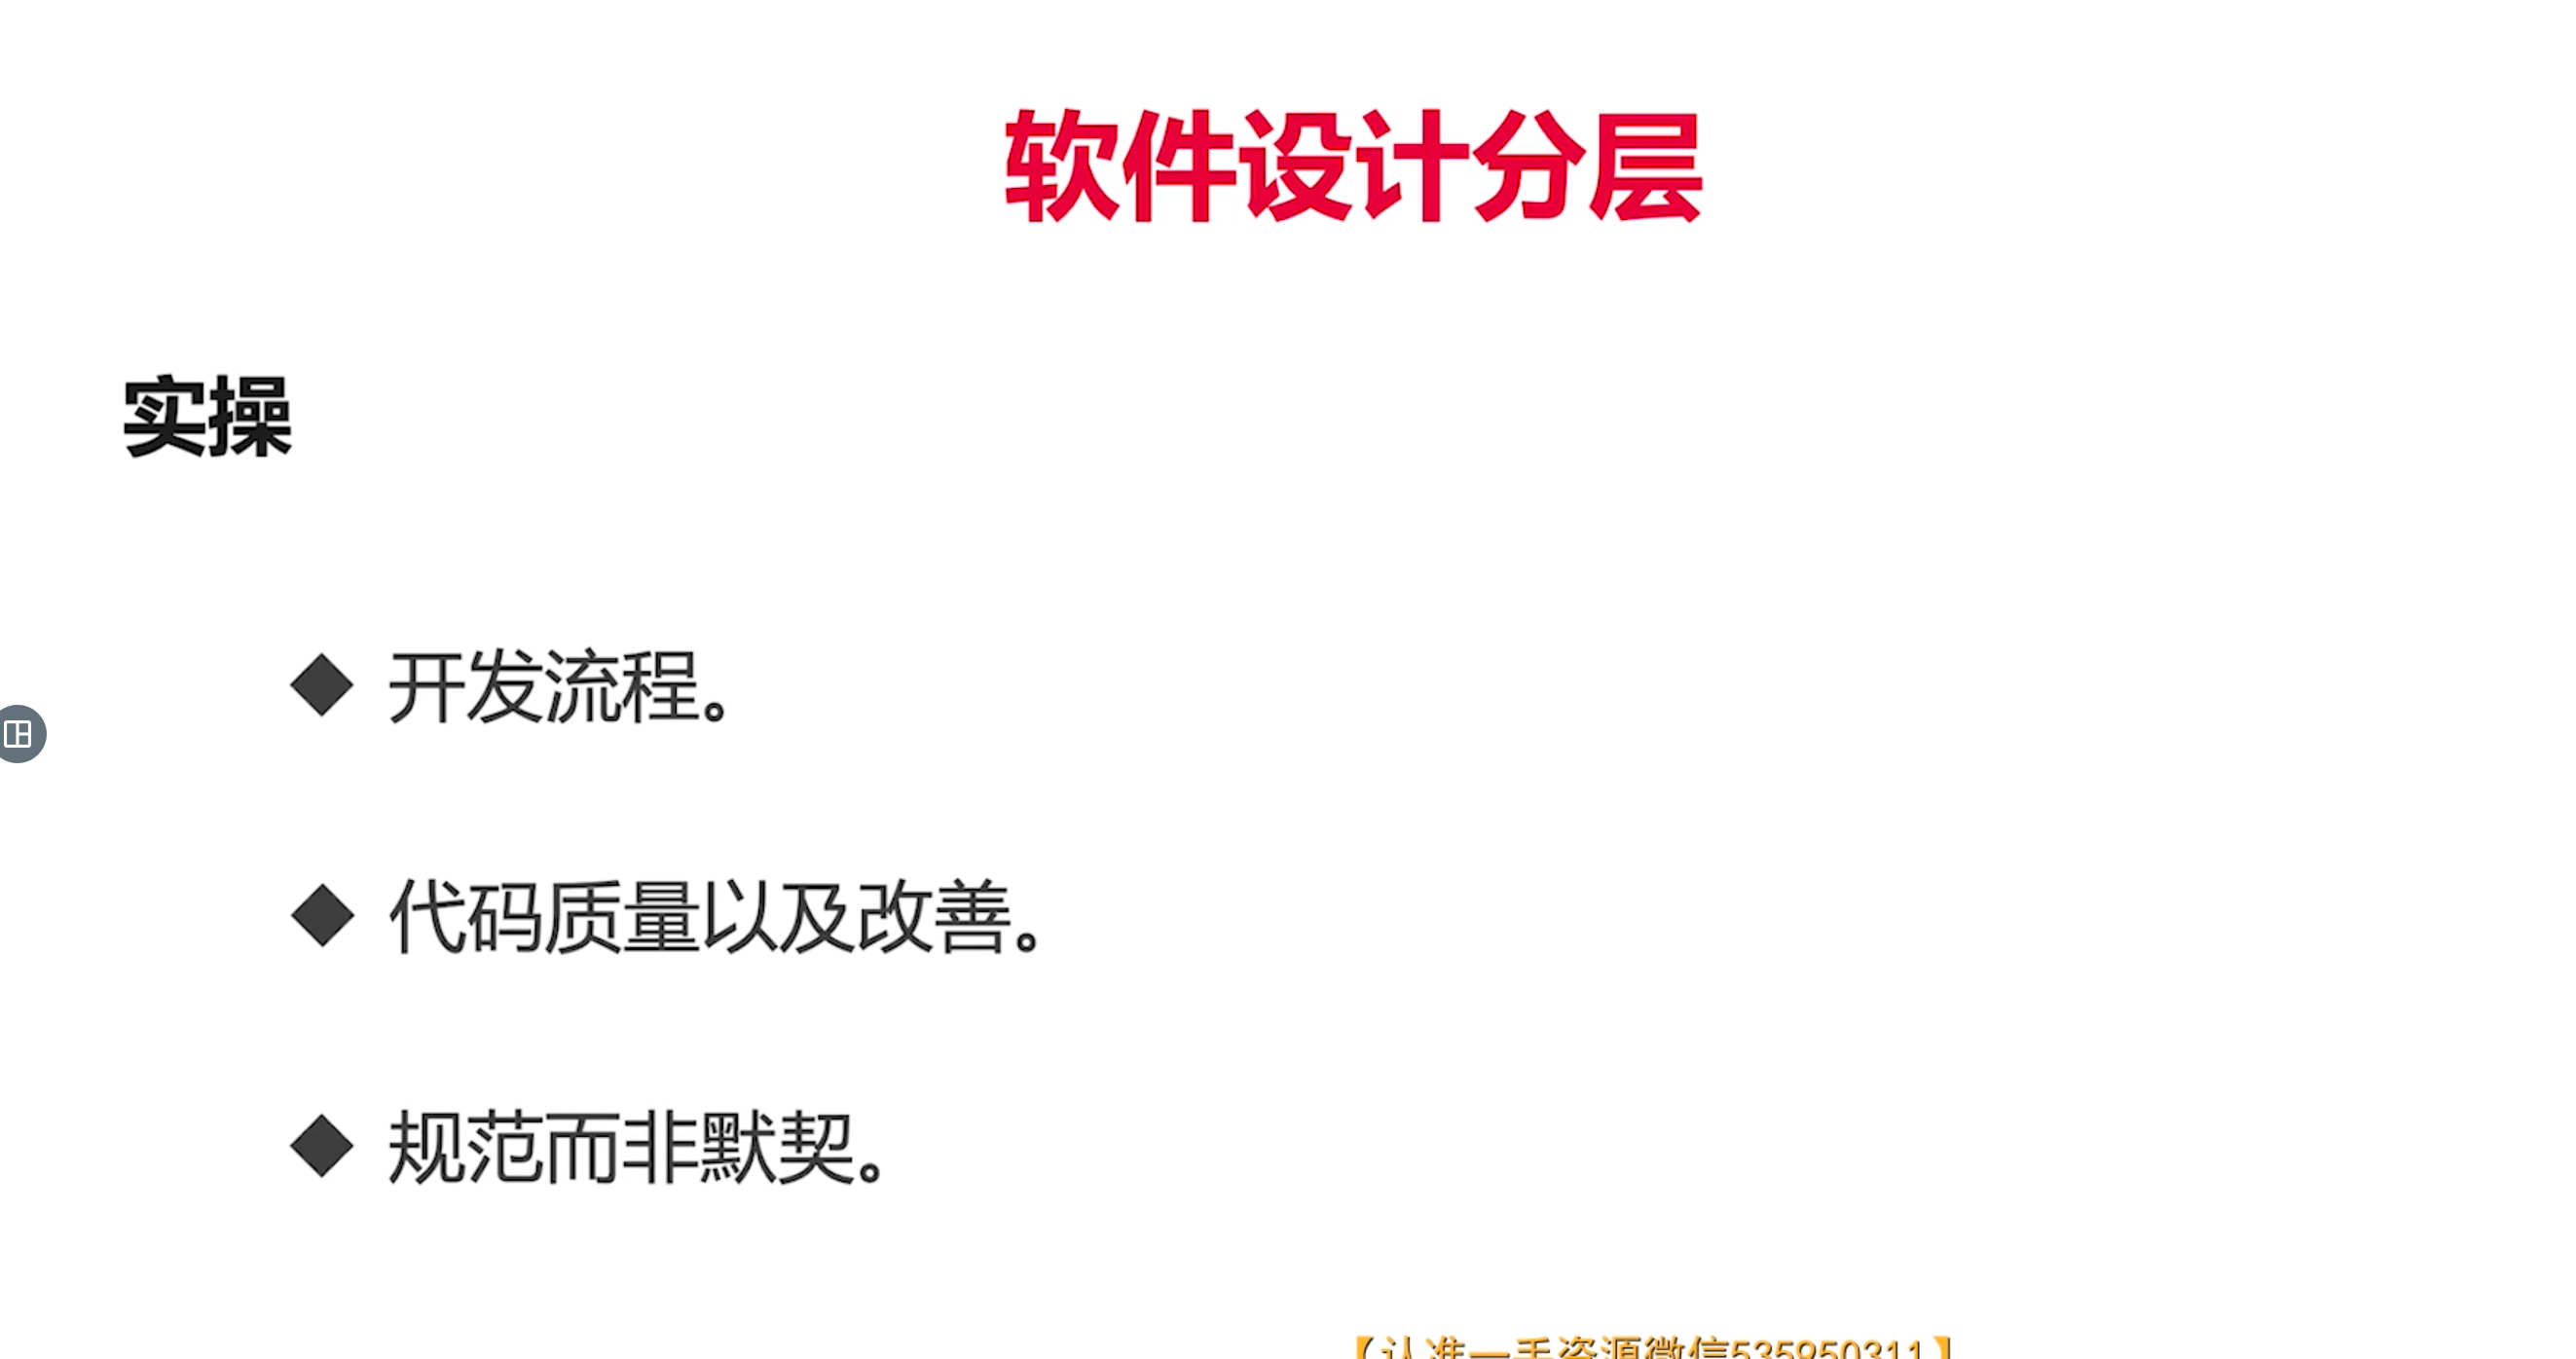 软件设计分层
实操
◆ 开发流程。
◆ 代码质量以及改善。
◆ 规范而非默契。
【认准一手资源微信535950311】